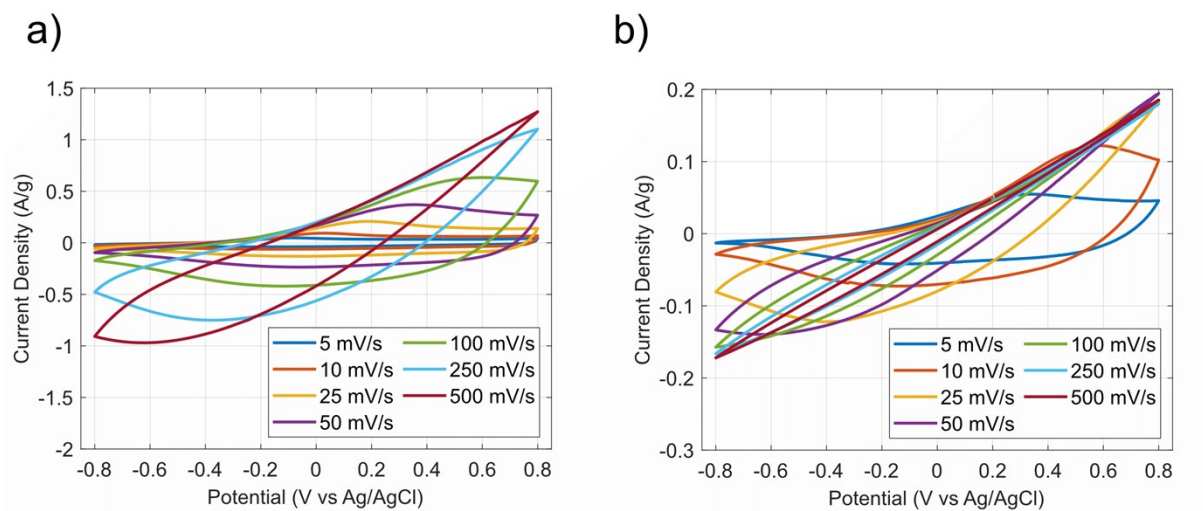 a)
1.5
1
0.5
0
-0.5
-1
-1.5
-2
Current Density (A/g)
-0.8 -0.6 -0.4 -0.2 0 0.2 0.4 0.6 0.8
Potential (V vs Ag/AgCl)
5 mV/s 100 mV/s
10 mV/s 250 mV/s
25 mV/s 500 mV/s
50 mV/s
b)
0.2
0.1
0
-0.1
-0.2
-0.3
Current Density (A/g)
-0.8 -0.6 -0.4 -0.2 0 0.2 0.4 0.6 0.8
Potential (V vs Ag/AgCl)
5 mV/s 100 mV/s
10 mV/s 250 mV/s
25 mV/s 500 mV/s
50 mV/s